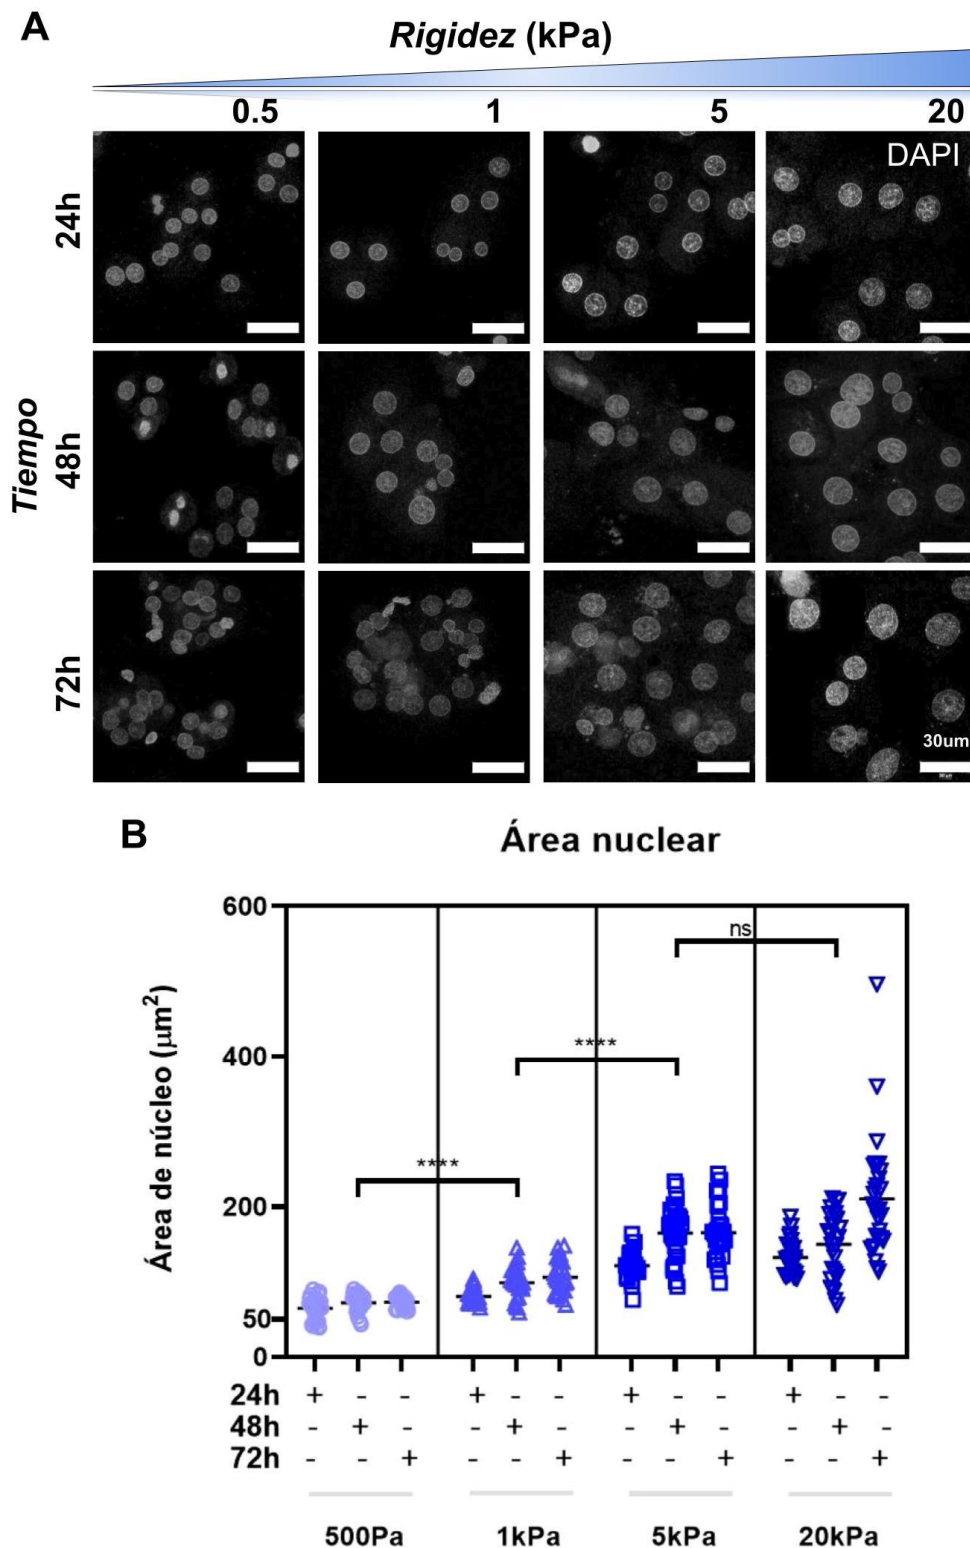 A
Rigidez (kPa)
0.5 1 5 20
DAPI
24h
Tiempo
48h
72h
30um
B
Área nuclear
Área de núcleo (μm²)
600
400
200
50
0
ns
****
****
24h + - - + - - + - - + - -
48h - + - - + - - + - - + -
72h - - + - - + - - + - - +
500Pa 1kPa 5kPa 20kPa